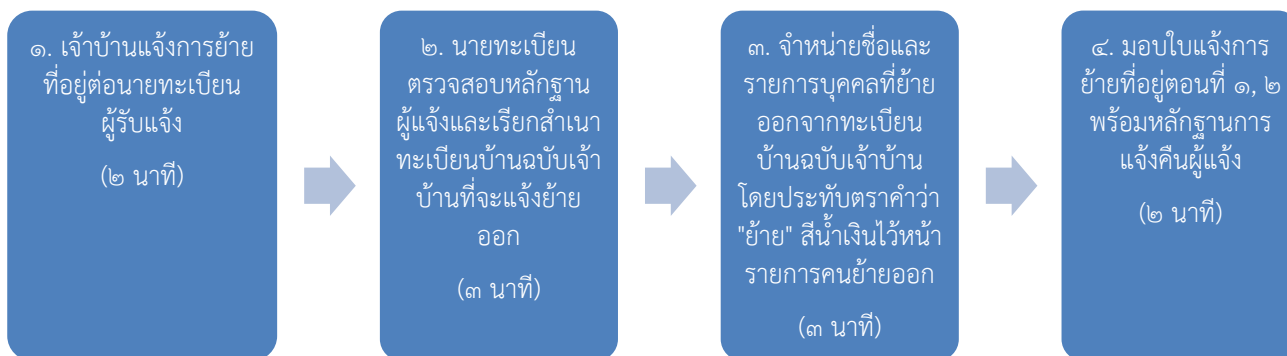 ๑. เจ้าบ้านแจ้งการย้าย
ที่อยู่ต่อนายทะเบียน
ผู้รับแจ้ง
(๒ นาที)
๒. นายทะเบียน
ตรวจสอบหลักฐาน
ผู้แจ้งและเรียกสำเนา
ทะเบียนบ้านฉบับเจ้า
บ้านที่จะแจ้งย้าย
ออก
(๓ นาที)
๓. จำหน่ายชื่อและ
รายการบุคคลที่ย้าย
ออกจากทะเบียน
บ้านฉบับเจ้าบ้าน
โดยประทับตราคำว่า
"ย้าย" สีน้ำเงินไว้หน้า
รายการคนย้ายออก
(๓ นาที)
๔. มอบใบแจ้งการ
ย้ายที่อยู่ตอนที่ ๑, ๒
พร้อมหลักฐานการ
แจ้งคืนผู้แจ้ง
(๒ นาที)